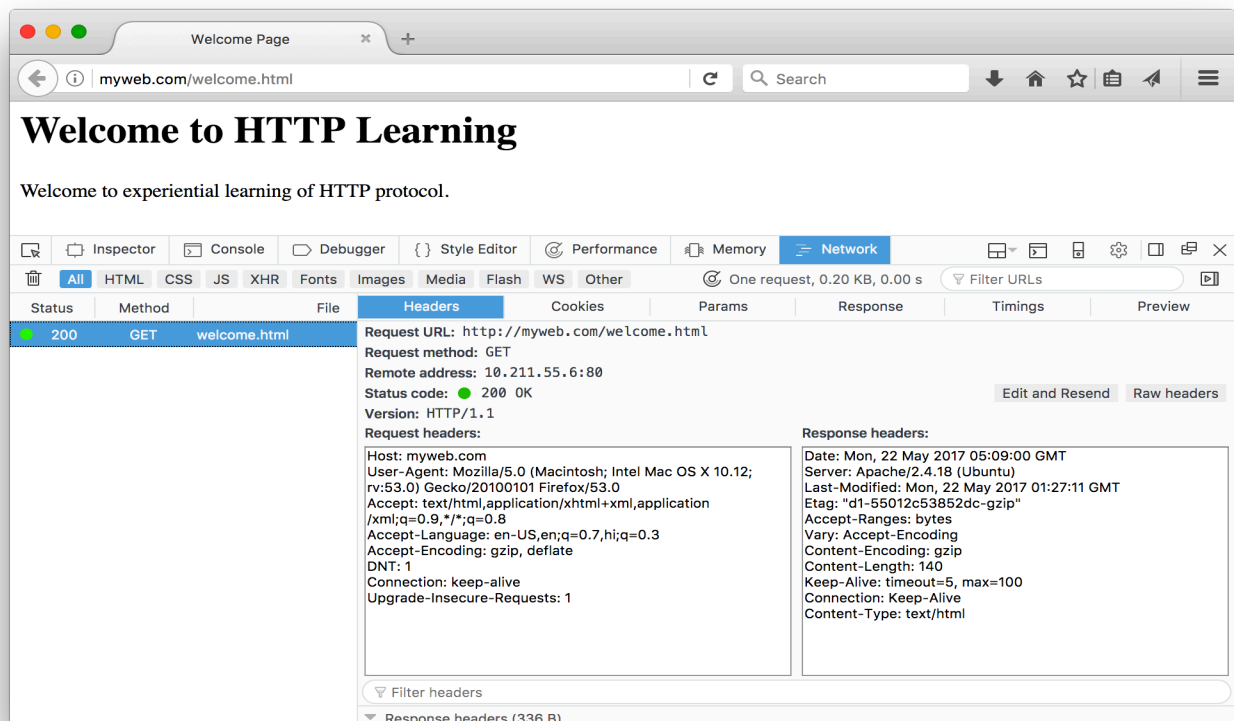 Welcome Page
myweb.com/welcome.html
Search
Welcome to HTTP Learning
Welcome to experiential learning of HTTP protocol.
Inspector Console Debugger { } Style Editor Performance Memory Network
All HTML CSS JS XHR Fonts Images Media Flash WS Other One request, 0.20 KB, 0.00 s Filter URLs
Status Method File Headers Cookies Params Response Timings Preview
200 GET welcome.html
Request URL: http://myweb.com/welcome.html
Request method: GET
Remote address: 10.211.55.6:80
Status code: 200 OK
Edit and Resend Raw headers
Version: HTTP/1.1
Request headers:
Host: myweb.com
User-Agent: Mozilla/5.0 (Macintosh; Intel Mac OS X 10.12;
rv:53.0) Gecko/20100101 Firefox/53.0
Accept: text/html,application/xhtml+xml,application
/xml;q=0.9,*/*;q=0.8
Accept-Language: en-US,en;q=0.7,hi;q=0.3
Accept-Encoding: gzip, deflate
DNT: 1
Connection: keep-alive
Upgrade-Insecure-Requests: 1
Response headers:
Date: Mon, 22 May 2017 05:09:00 GMT
Server: Apache/2.4.18 (Ubuntu)
Last-Modified: Mon, 22 May 2017 01:27:11 GMT
Etag: "d1-55012c53852dc-gzip"
Accept-Ranges: bytes
Vary: Accept-Encoding
Content-Encoding: gzip
Content-Length: 140
Keep-Alive: timeout=5, max=100
Connection: Keep-Alive
Content-Type: text/html
Filter headers
Response headers (336 B)